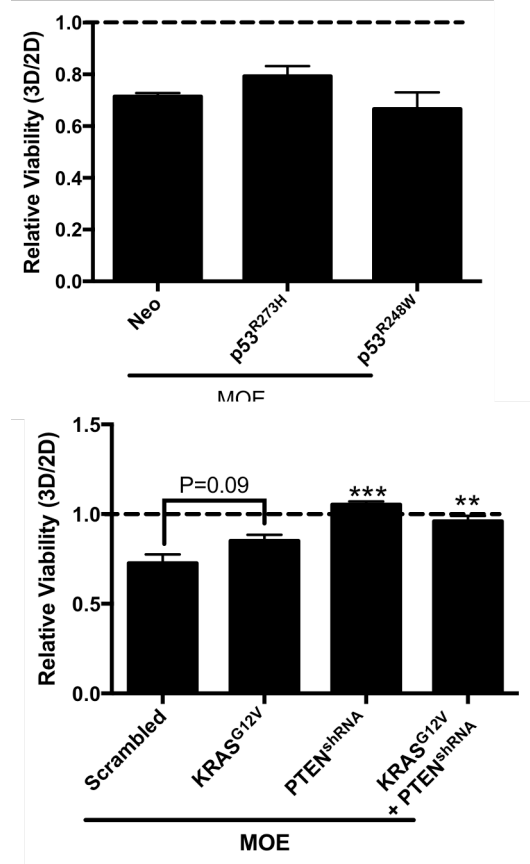 Relative Viability (3D/2D)
1.0
0.8
0.6
0.4
0.2
0.0
Neo
p53R273H
p53R248W
MOE
Relative Viability (3D/2D)
1.5
1.0
0.5
0.0
P=0.09
***
**
Scrambled
KRASG12V
PTENshRNA
KRASG12V
+ PTENshRNA
MOE